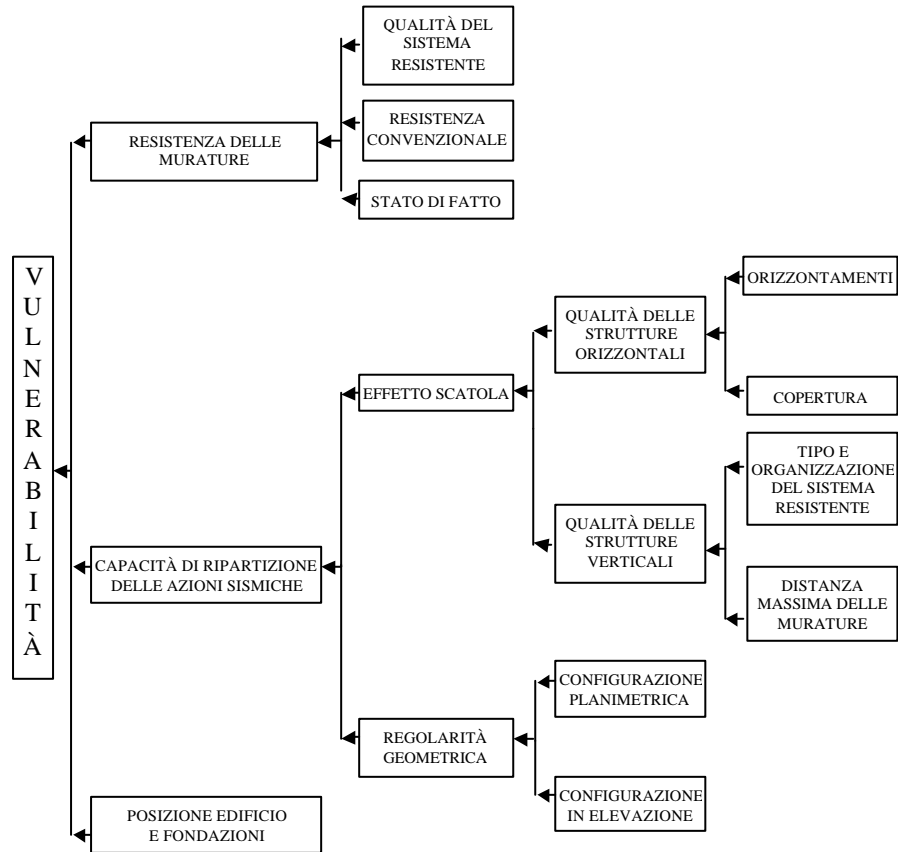 QUALITÀ DEL
SISTEMA
RESISTENTE
RESISTENZA
CONVENZIONALE
STATO DI FATTO
RESISTENZA DELLE
MURATURE
VULNERABILITÀ
ORIZZONTAMENTI
QUALITÀ DELLE
STRUTTURE
ORIZZONTALI
COPERTURA
EFFETTO SCATOLA
TIPO E
ORGANIZZAZIONE
DEL SISTEMA
RESISTENTE
QUALITÀ DELLE
STRUTTURE
VERTICALI
DISTANZA
MASSIMA DELLE
MURATURE
CAPACITÀ DI RIPARTIZIONE
DELLE AZIONI SISMICHE
CONFIGURAZIONE
PLANIMETRICA
REGOLARITÀ
GEOMETRICA
CONFIGURAZIONE
IN ELEVAZIONE
POSIZIONE EDIFICIO
E FONDAZIONI